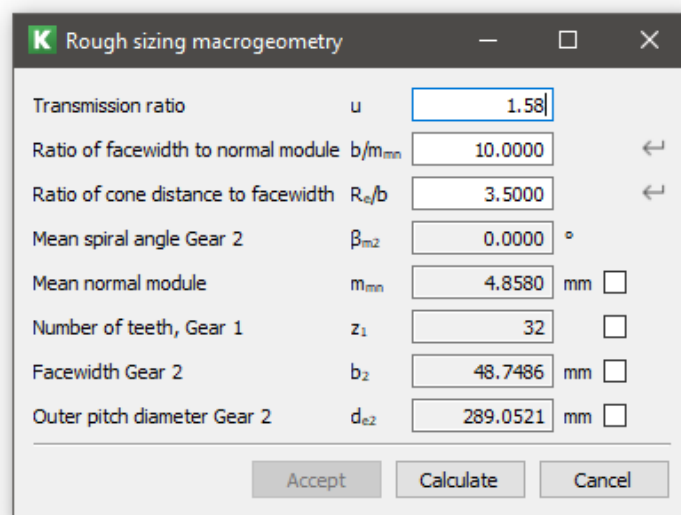 K Rough sizing macrogeometry
Transmission ratio u 1.58
Ratio of facewidth to normal module b/mₘₙ 10.0000
Ratio of cone distance to facewidth Rₑ/b 3.5000
Mean spiral angle Gear 2 βₘ₂ 0.0000 °
Mean normal module mₘₙ 4.8580 mm
Number of teeth, Gear 1 z₁ 32
Facewidth Gear 2 b₂ 48.7486 mm
Outer pitch diameter Gear 2 dₑ₂ 289.0521 mm
Accept Calculate Cancel